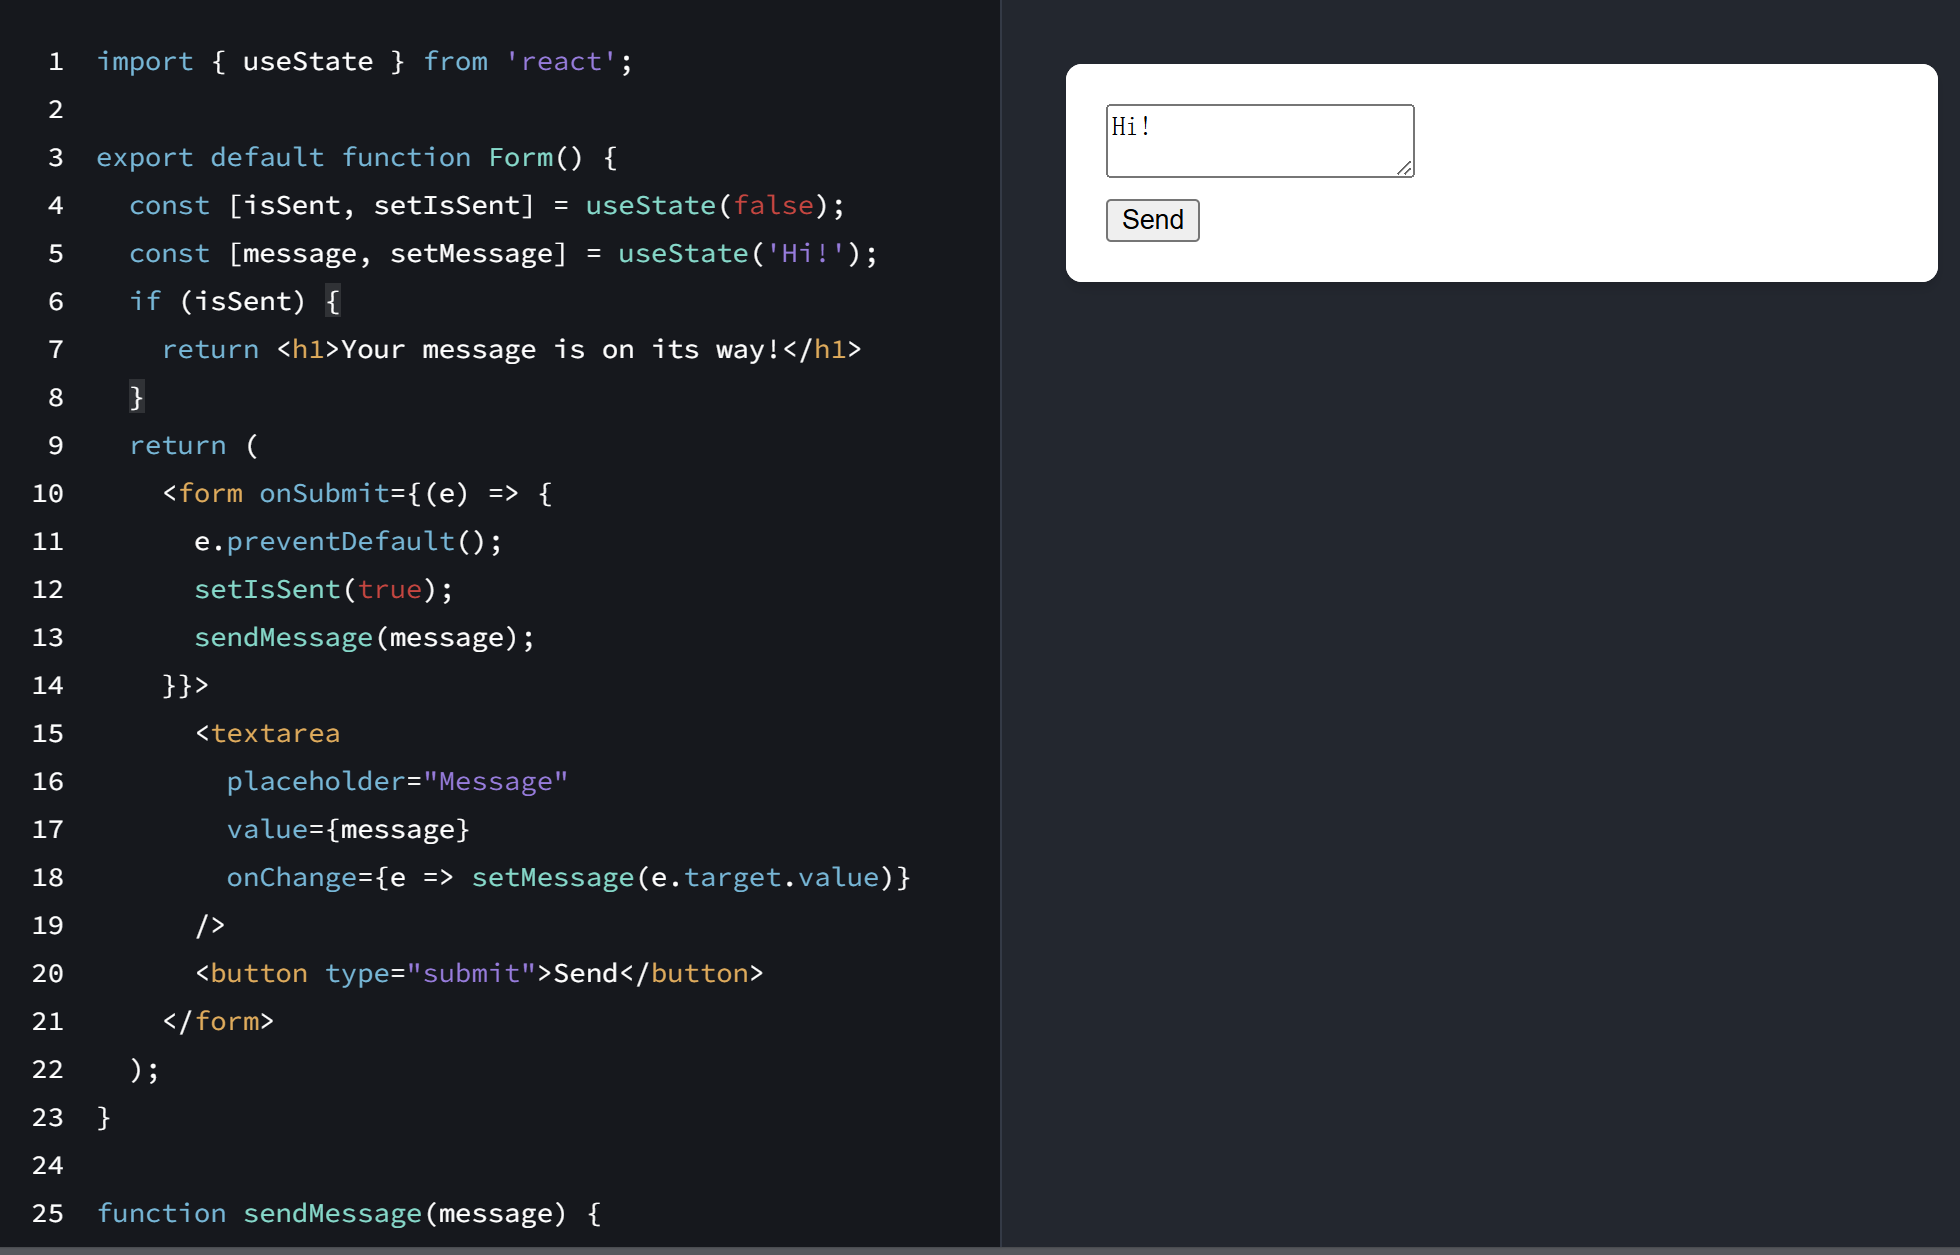 1 import { useState } from 'react';
2
3 export default function Form() {
4   const [isSent, setIsSent] = useState(false);
5   const [message, setMessage] = useState('Hi!');
6   if (isSent) {
7     return <h1>Your message is on its way!</h1>
8   }
9   return (
10     <form onSubmit={(e) => {
11       e.preventDefault();
12       setIsSent(true);
13       sendMessage(message);
14     }}>
15       <textarea
16         placeholder="Message"
17         value={message}
18         onChange={e => setMessage(e.target.value)}
19       />
20       <button type="submit">Send</button>
21     </form>
22   );
23 }
24
25 function sendMessage(message) {
Hi!
Send